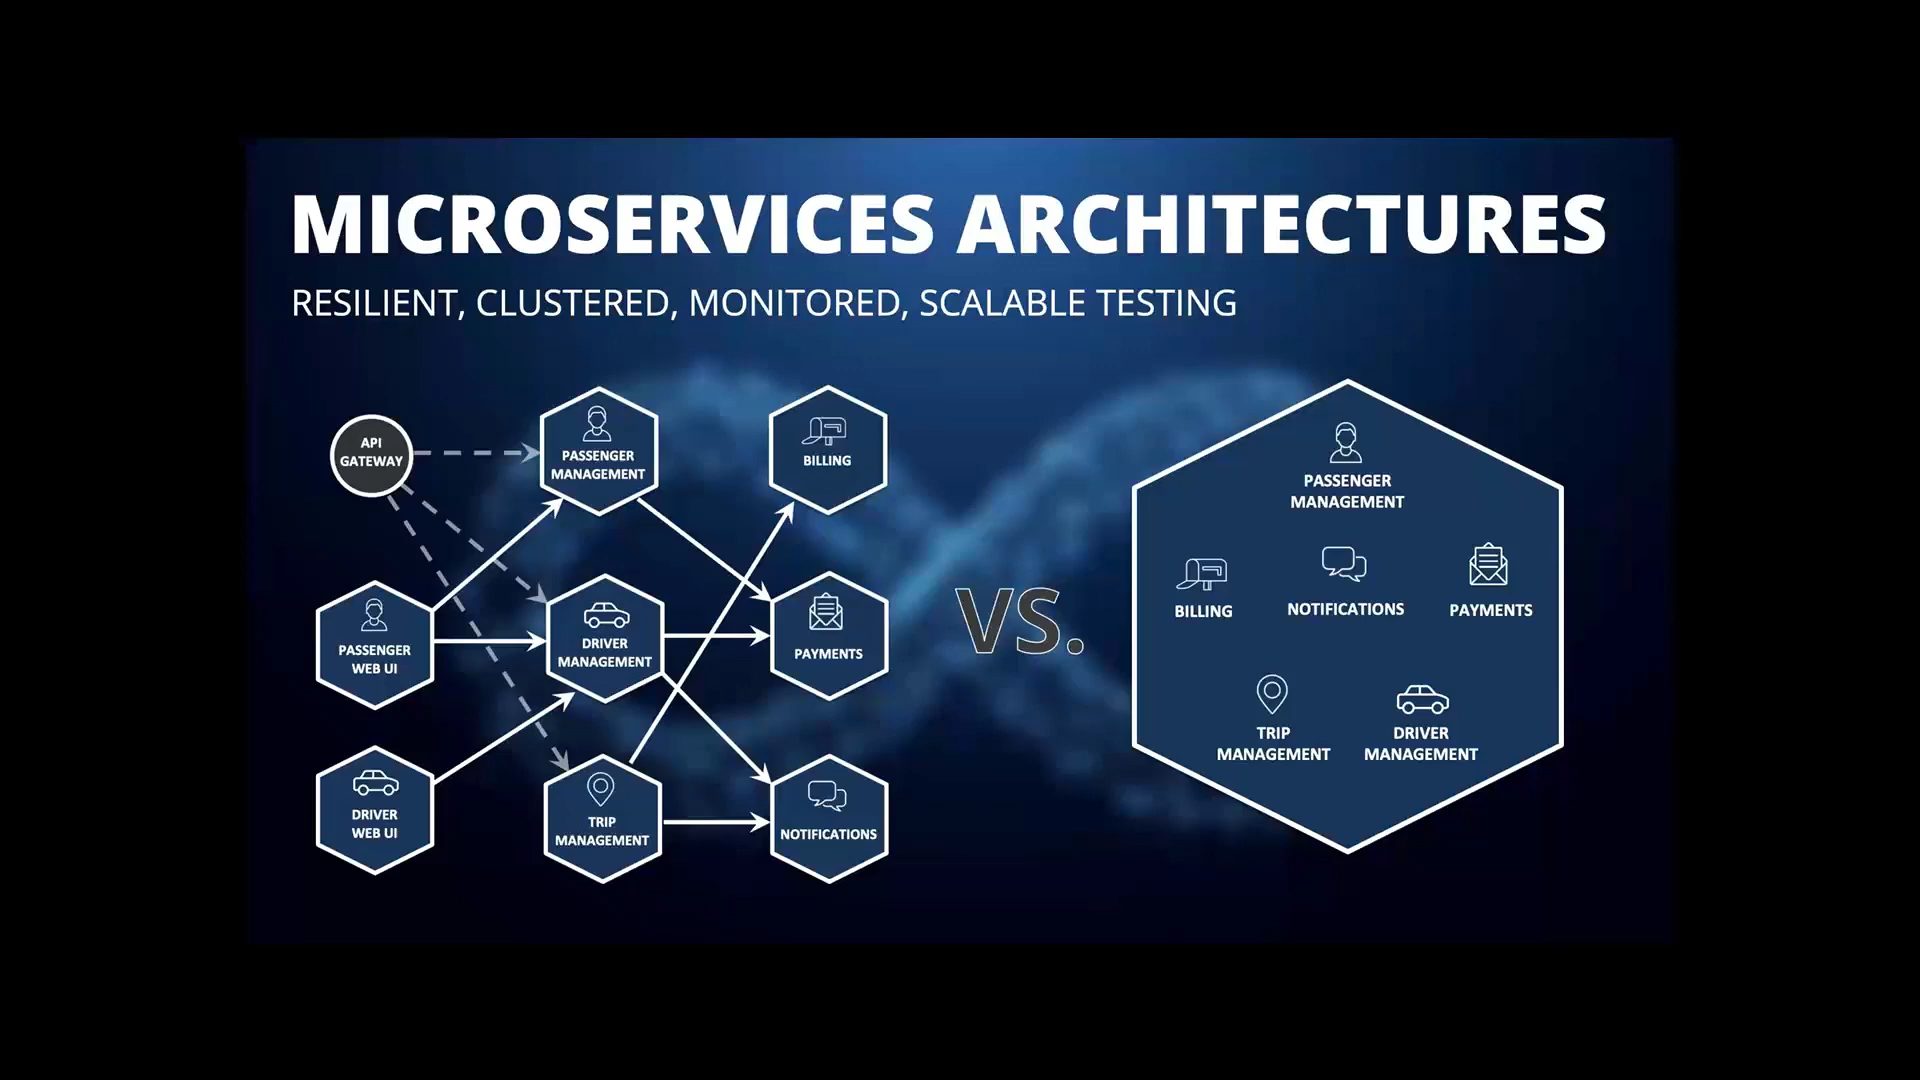 MICROSERVICES ARCHITECTURES
RESILIENT, CLUSTERED, MONITORED, SCALABLE TESTING
API
GATEWAY
PASSENGER
MANAGEMENT
BILLING
PASSENGER
WEB UI
DRIVER
MANAGEMENT
PAYMENTS
DRIVER
WEB UI
TRIP
MANAGEMENT
NOTIFICATIONS
VS.
PASSENGER
MANAGEMENT
BILLING
NOTIFICATIONS
PAYMENTS
TRIP
MANAGEMENT
DRIVER
MANAGEMENT